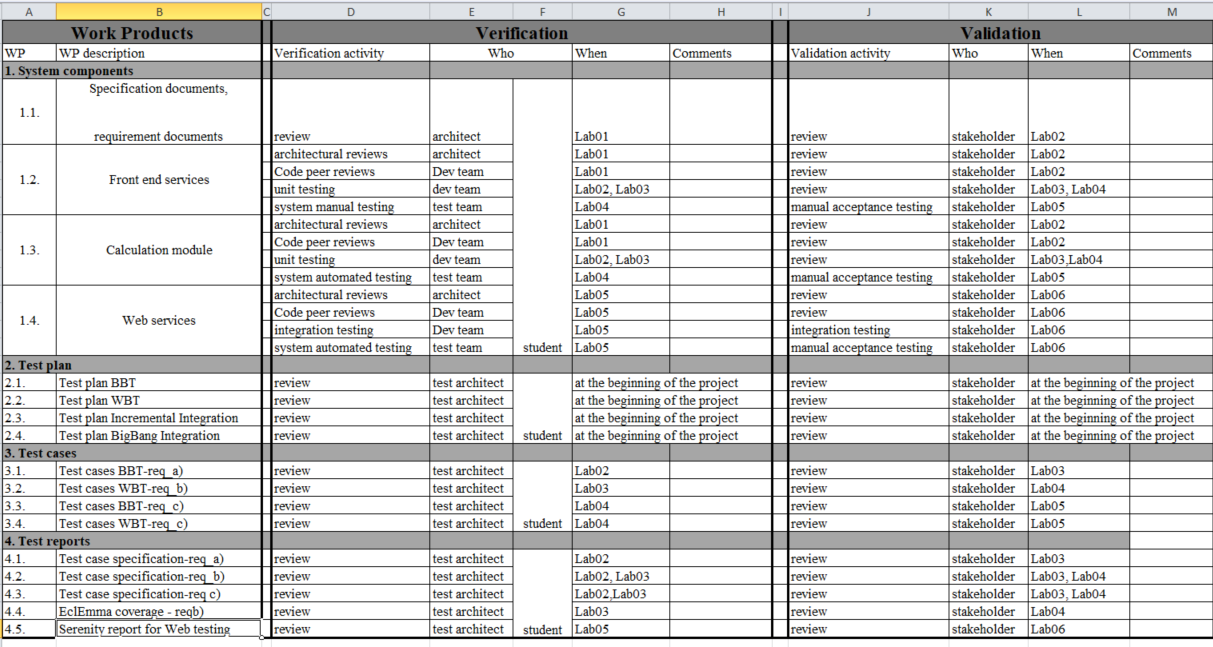 A B C D E F G H I J K L M
Work Products Verification Validation
WP WP description Verification activity Who When Comments Validation activity Who When Comments
1. System components
Specification documents,
1.1.
requirement documents review architect Lab01 review stakeholder Lab02
architectural reviews architect Lab01 review stakeholder Lab02
Code peer reviews Dev team Lab01 review stakeholder Lab02
1.2. Front end services
unit testing dev team Lab02, Lab03 review stakeholder Lab03, Lab04
system manual testing test team Lab04 manual acceptance testing stakeholder Lab05
architectural reviews architect Lab01 review stakeholder Lab02
Code peer reviews Dev team Lab01 review stakeholder Lab02
1.3. Calculation module
unit testing dev team Lab02, Lab03 review stakeholder Lab03,Lab04
system automated testing test team Lab04 manual acceptance testing stakeholder Lab05
architectural reviews architect Lab05 review stakeholder Lab06
Code peer reviews Dev team Lab05 review stakeholder Lab06
1.4. Web services
integration testing Dev team Lab05 integration testing stakeholder Lab06
system automated testing test team student Lab05 manual acceptance testing stakeholder Lab06
2. Test plan
2.1. Test plan BBT review test architect at the beginning of the project review stakeholder at the beginning of the project
2.2. Test plan WBT review test architect at the beginning of the project review stakeholder at the beginning of the project
2.3. Test plan Incremental Integration review test architect at the beginning of the project review stakeholder at the beginning of the project
2.4. Test plan BigBang Integration review test architect student at the beginning of the project review stakeholder at the beginning of the project
3. Test cases
3.1. Test cases BBT-req_a) review test architect Lab02 review stakeholder Lab03
3.2. Test cases WBT-req_b) review test architect Lab03 review stakeholder Lab04
3.3. Test cases BBT-req_c) review test architect Lab04 review stakeholder Lab05
3.4. Test cases WBT-req_c) review test architect student Lab04 review stakeholder Lab05
4. Test reports
4.1. Test case specification-req_a) review test architect Lab02 review stakeholder Lab03
4.2. Test case specification-req_b) review test architect Lab02, Lab03 review stakeholder Lab03, Lab04
4.3. Test case specification-req c) review test architect Lab02,Lab03 review stakeholder Lab03, Lab04
4.4. EclEmma coverage - reqb) review test architect Lab03 review stakeholder Lab04
4.5. Serenity report for Web testing review test architect student Lab05 review stakeholder Lab06